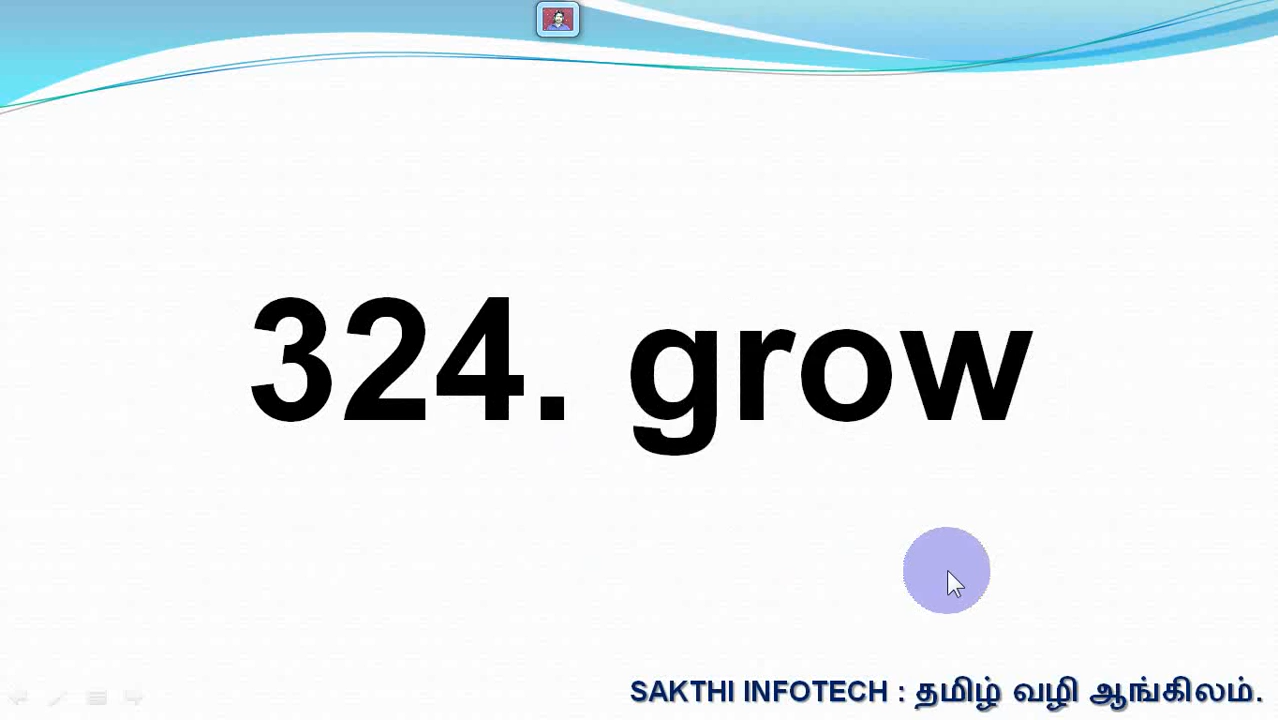 324. grow
SAKTHI INFOTECH : தமிழ் வழி ஆங்கிலம்.